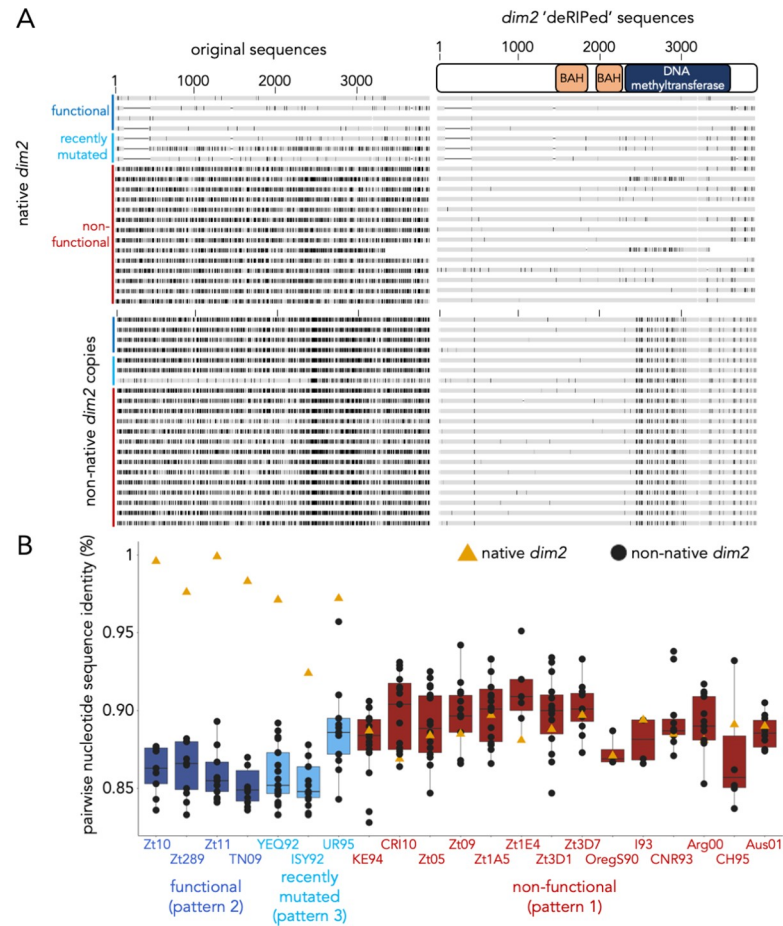 A
dim2 'deRIPed' sequences
original sequences
1 1000 2000 3000
1 1000 2000 3000
BAH BAH DNA methyltransferase
native dim2
functional
recently
mutated
non-
functional
non-native dim2 copies
B
native dim2 non-native dim2
pairwise nucleotide sequence identity (%)
1
0.95
0.90
0.85
Zt10 Zt11 YEQ92 UR95 CRI10 Zt09 Zt1E4 Zt3D7 I93 Arg00 Aus01
Zt289 TN09 ISY92 KE94 Zt05 Zt1A5 Zt3D1 OregS90 CNR93 CH95
functional
(pattern 2)
recently
mutated
(pattern 3)
non-functional
(pattern 1)